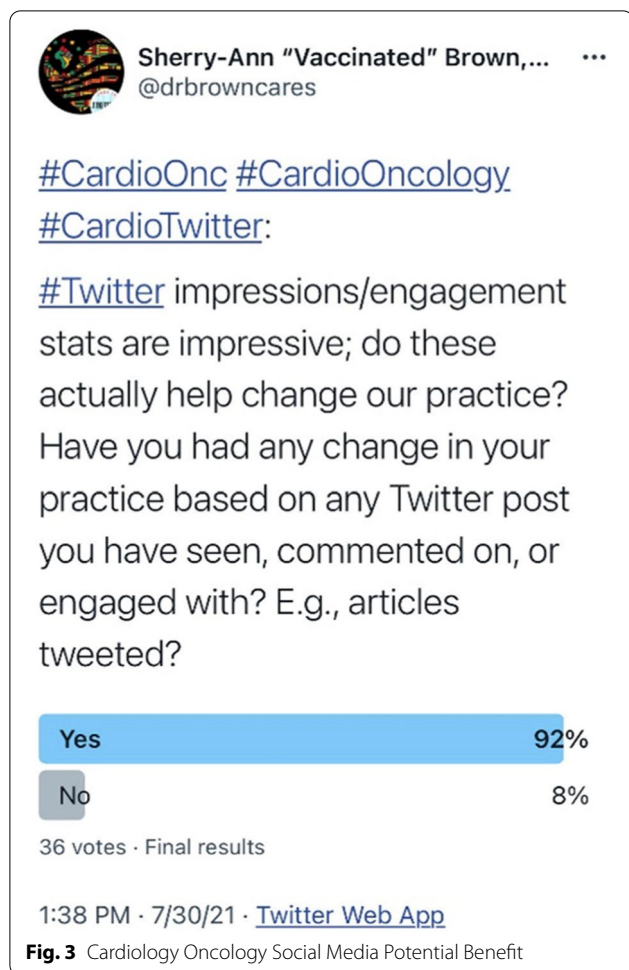 Sherry-Ann "Vaccinated" Brown,...
@drbrowncares
#CardioOnc #CardioOncology
#CardioTwitter:
#Twitter impressions/engagement
stats are impressive; do these
actually help change our practice?
Have you had any change in your
practice based on any Twitter post
you have seen, commented on, or
engaged with? E.g., articles
tweeted?
Yes 92%
No 8%
36 votes · Final results
1:38 PM · 7/30/21 · Twitter Web App
Fig. 3 Cardiology Oncology Social Media Potential Benefit